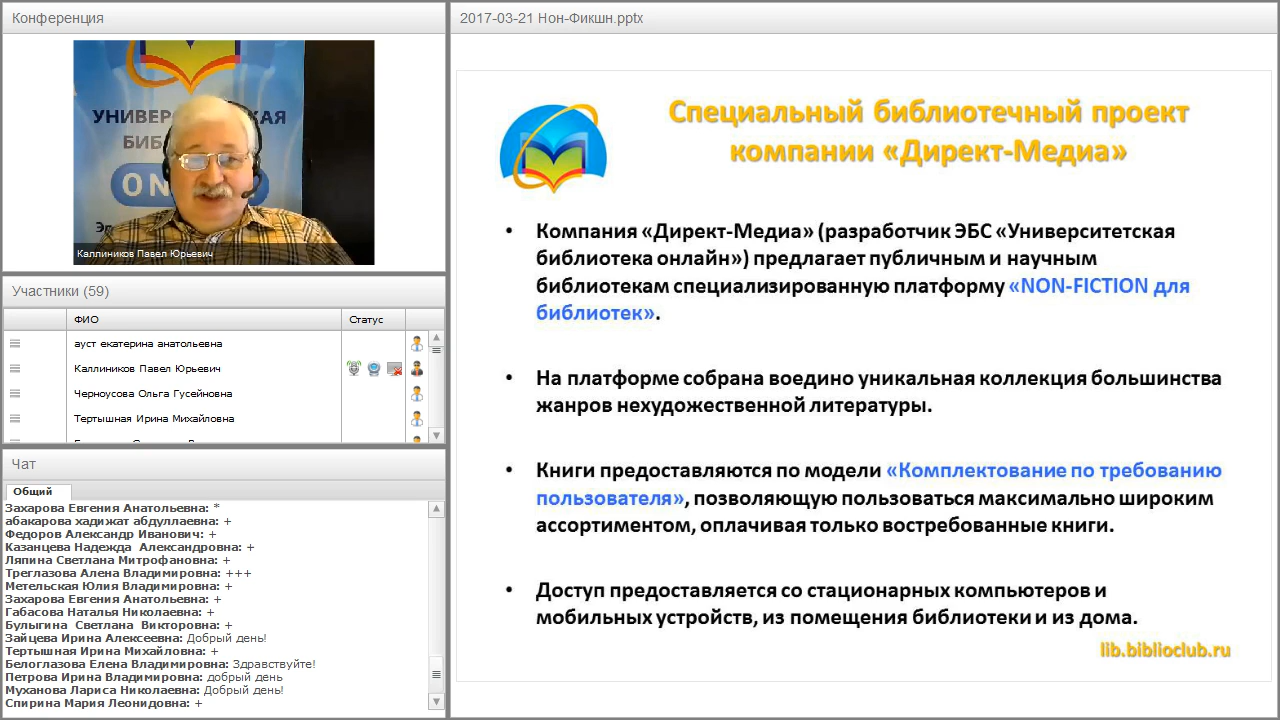 Конференция
УНИВЕР СКАЯ
БИБ
ON
Эл
Каллиников Павел Юрьевич
Участники (59)
ФИО Статус
ауст екатерина анатольевна
Каллиников Павел Юрьевич
Черноусова Ольга Гусейновна
Тертышная Ирина Михайловна
Чат
Общий
Захарова Евгения Анатольевна: *
абакарова хадижат абдуллаевна: +
Федоров Александр Иванович: +
Казанцева Надежда Александровна: +
Ляпина Светлана Митрофановна: +
Треглазова Алена Владимировна: +++
Метельская Юлия Владимировна: +
Захарова Евгения Анатольевна: +
Габасова Наталья Николаевна: +
Булыгина Светлана Викторовна: +
Зайцева Ирина Алексеевна: Добрый день!
Тертышная Ирина Михайловна: +
Белоглазова Елена Владимировна: Здравствуйте!
Петрова Ирина Владимировна: добрый день
Муханова Лариса Николаевна: Добрый день!
Спирина Мария Леонидовна: +
2017-03-21 Нон-Фикшн.pptx
Специальный библиотечный проект
компании «Директ-Медиа»
• Компания «Директ-Медиа» (разработчик ЭБС «Университетская
библиотека онлайн») предлагает публичным и научным
библиотекам специализированную платформу «NON-FICTION для
библиотек».
• На платформе собрана воедино уникальная коллекция большинства
жанров нехудожественной литературы.
• Книги предоставляются по модели «Комплектование по требованию
пользователя», позволяющую пользоваться максимально широким
ассортиментом, оплачивая только востребованные книги.
• Доступ предоставляется со стационарных компьютеров и
мобильных устройств, из помещения библиотеки и из дома.
lib.biblioclub.ru